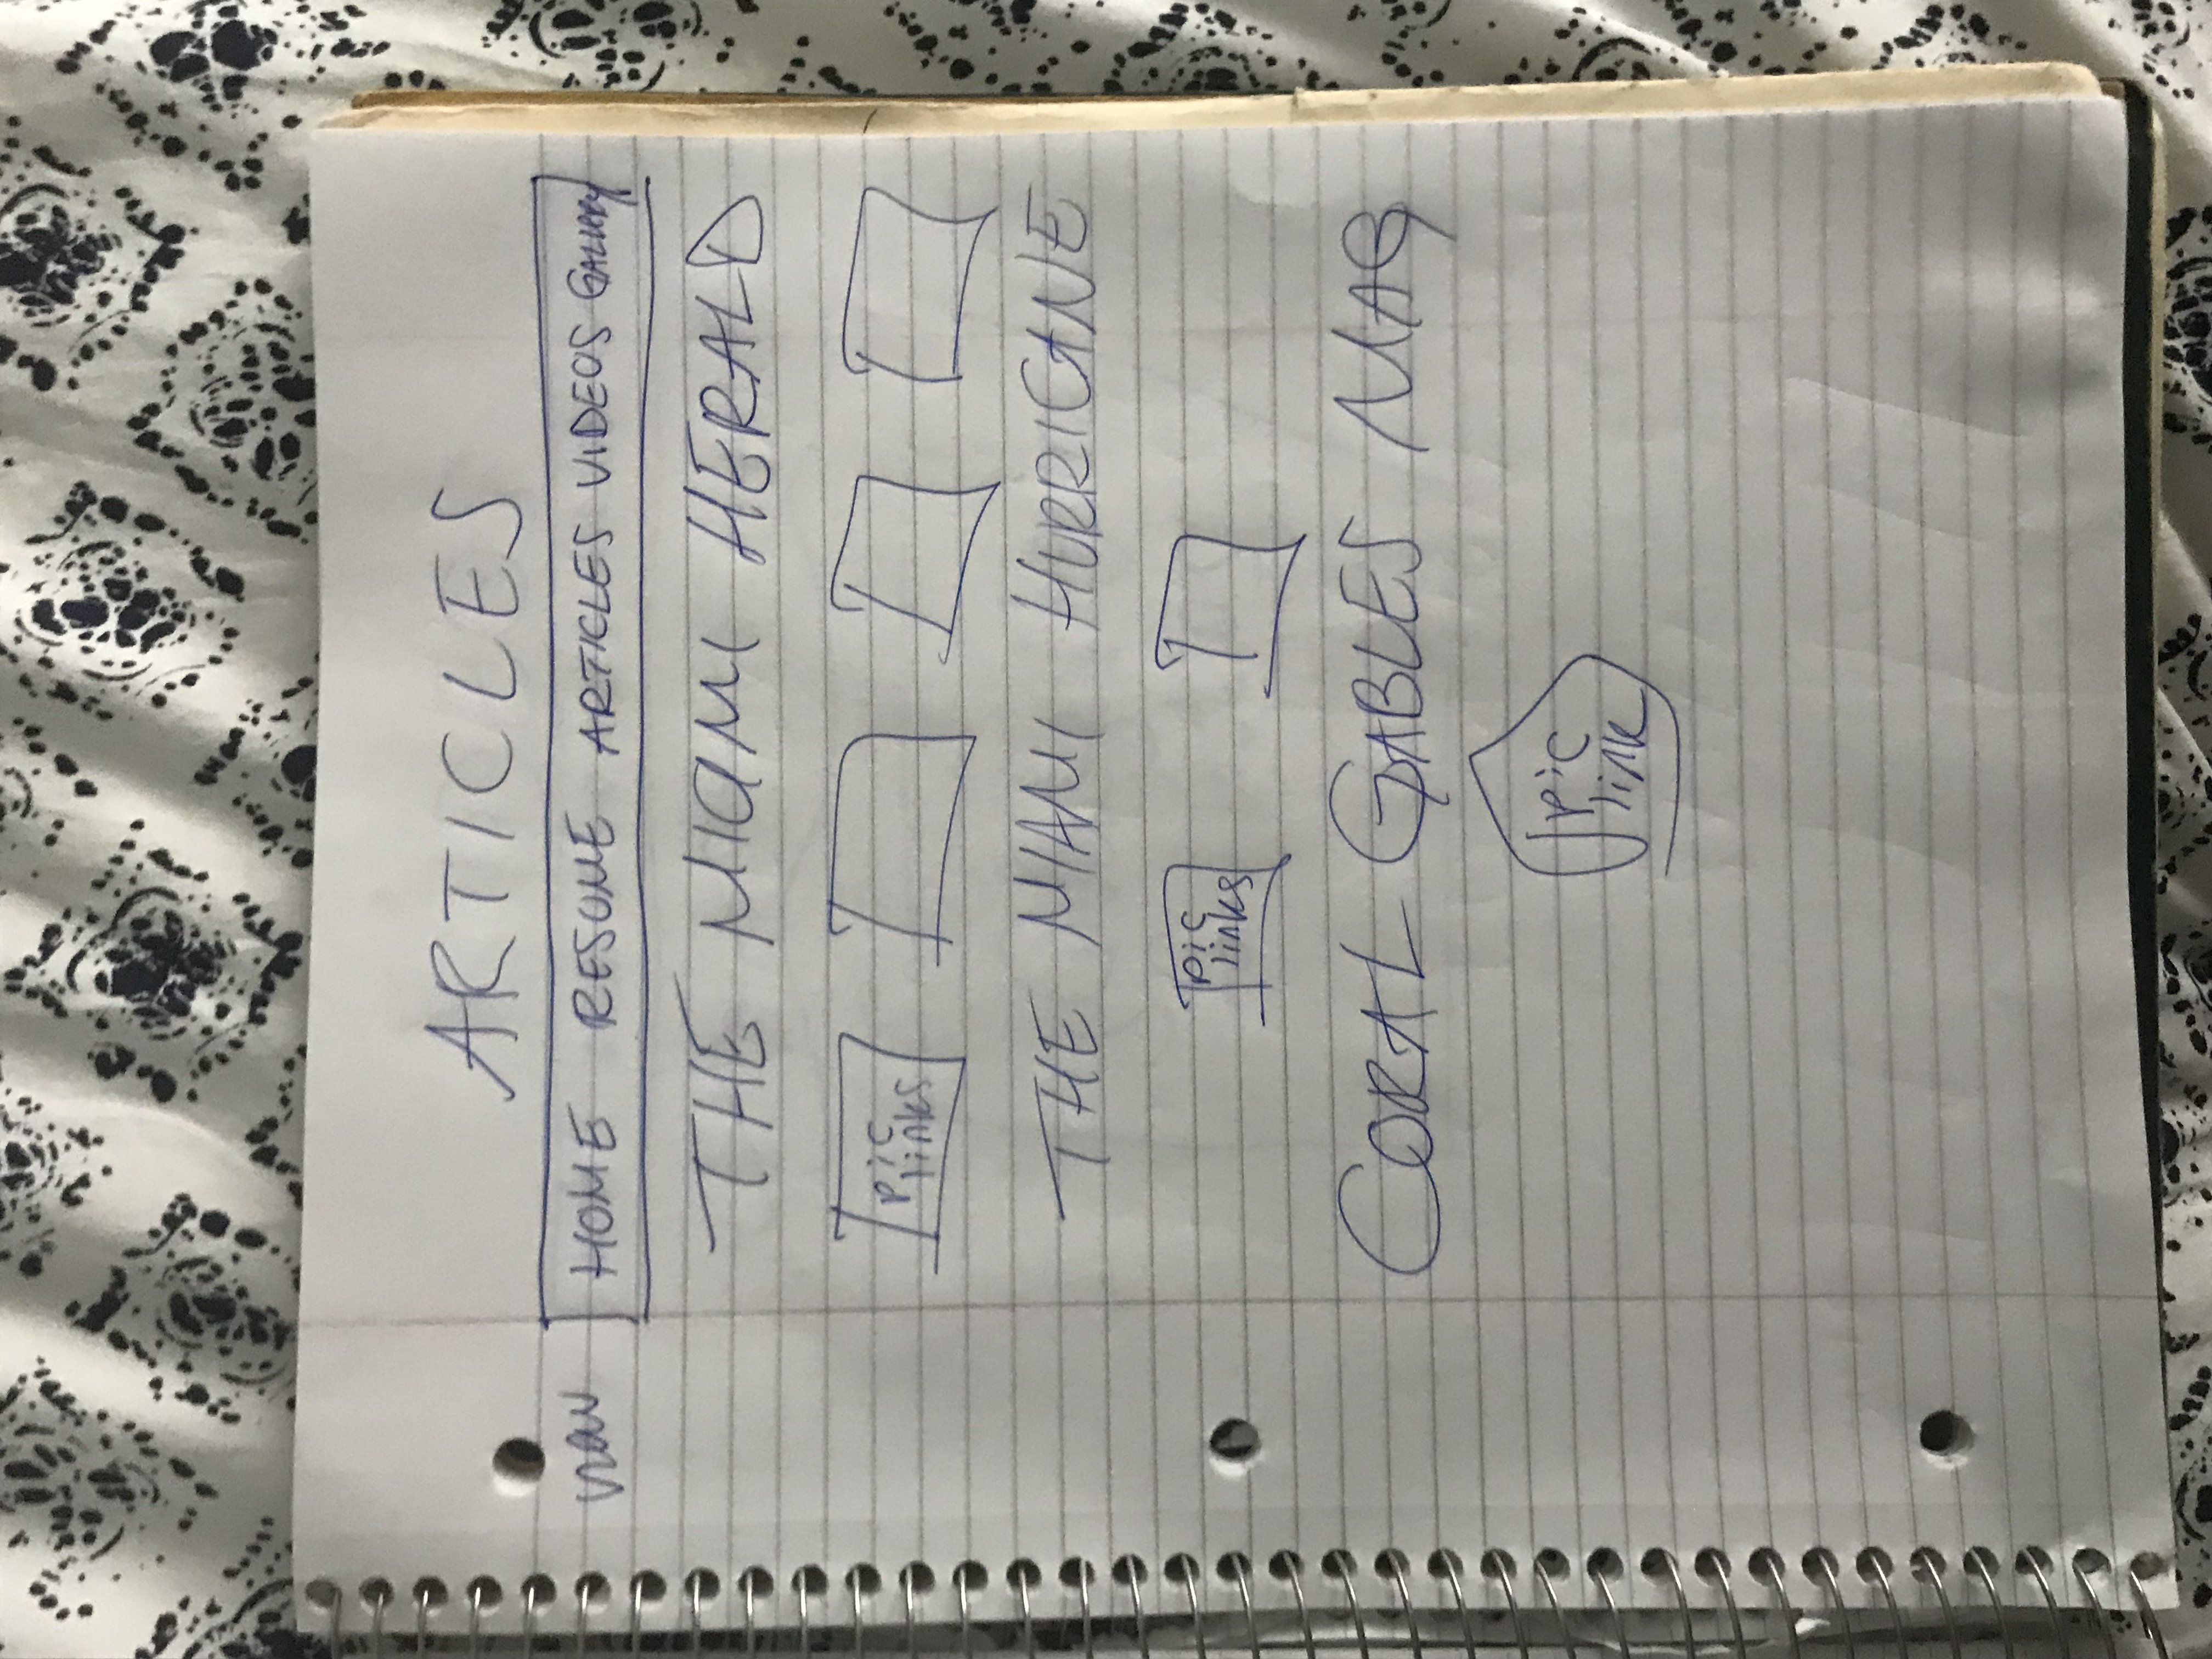 ARTICLES
nav HOME RESUME ARTICLES VIDEOS GALLERY
THE MIAMI HERALD
pic
links
THE MIAMI HURRICANE
pic
links
CORAL GABLES MAG
pic
link